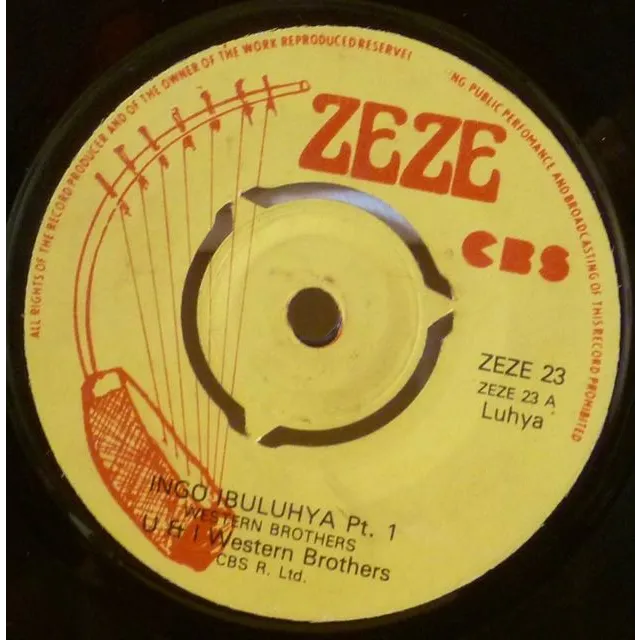 ALL RIGHTS OF THE RECORD PRODUCER AND OF THE OWNER OF THE WORK REPRODUCED RESERVE
NG PUBLIC PERFOMANCE AND BROADCASTING OF THIS RECORD PROHIBITED
ZEZE
CBS
ZEZE 23
ZEZE 23 A
Luhya
INGO IBULUHYA Pt. 1
WESTERN BROTHERS
U & I Western Brothers
CBS R. Ltd.